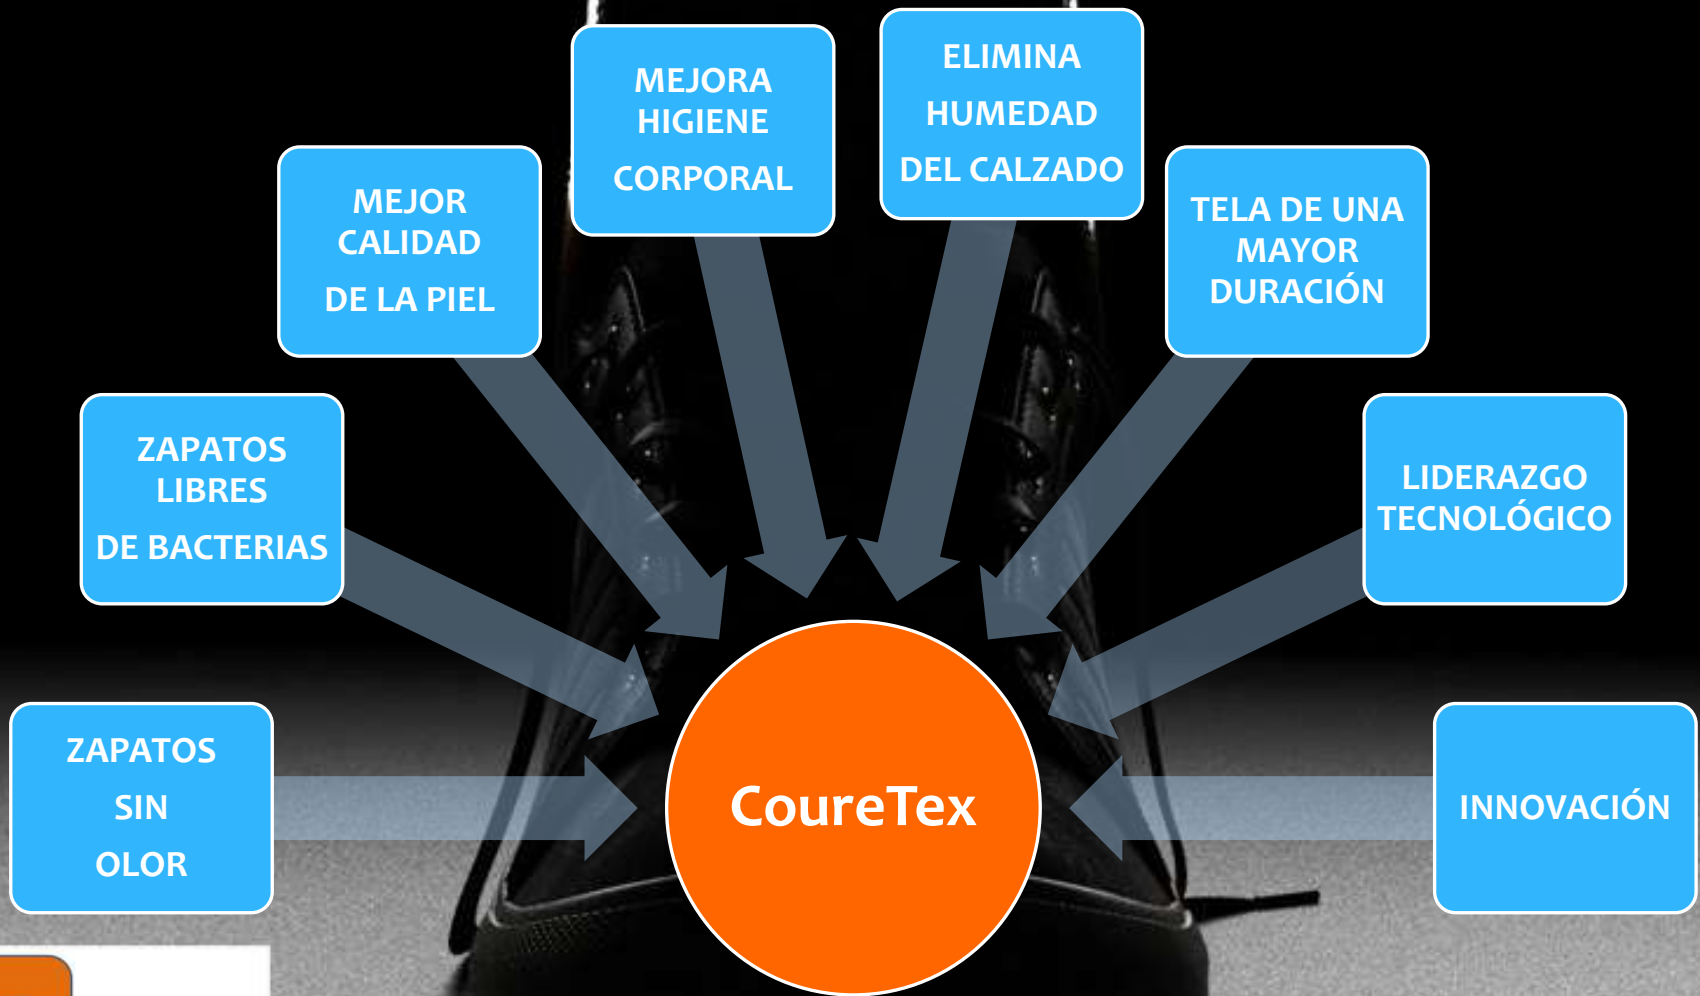 ZAPATOS
SIN
OLOR
ZAPATOS
LIBRES
DE BACTERIAS
MEJOR
CALIDAD
DE LA PIEL
MEJORA
HIGIENE
CORPORAL
ELIMINA
HUMEDAD
DEL CALZADO
TELA DE UNA
MAYOR
DURACIÓN
LIDERAZGO
TECNOLÓGICO
INNOVACIÓN
CoureTex